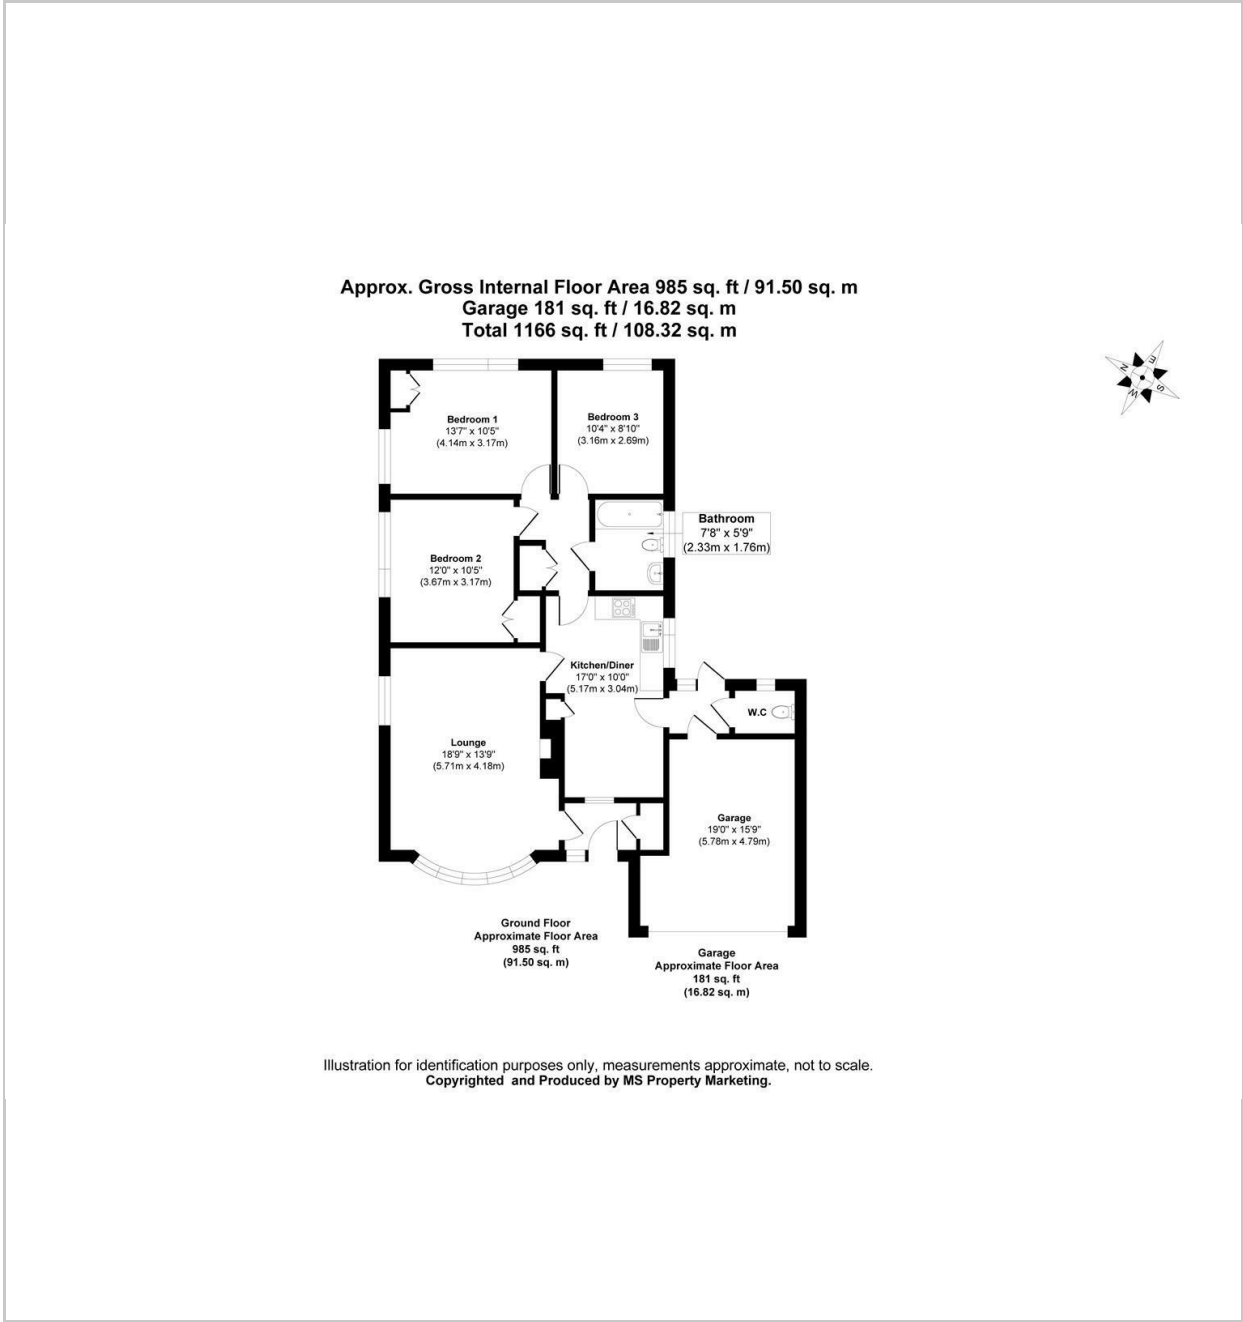 Approx. Gross Internal Floor Area 985 sq. ft / 91.50 sq. m
Garage 181 sq. ft / 16.82 sq. m
Total 1166 sq. ft / 108.32 sq. m
N
E
S
W
Bedroom 1
13'7" x 10'5"
(4.14m x 3.17m)
Bedroom 3
10'4" x 8'10"
(3.16m x 2.69m)
Bathroom
7'8" x 5'9"
(2.33m x 1.76m)
Bedroom 2
12'0" x 10'5"
(3.67m x 3.17m)
Kitchen/Diner
17'0" x 10'0"
(5.17m x 3.04m)
W.C
Lounge
18'9" x 13'9"
(5.71m x 4.18m)
Garage
19'0" x 15'9"
(5.78m x 4.79m)
Ground Floor
Approximate Floor Area
985 sq. ft
(91.50 sq. m)
Garage
Approximate Floor Area
181 sq. ft
(16.82 sq. m)
Illustration for identification purposes only, measurements approximate, not to scale.
Copyrighted and Produced by MS Property Marketing.